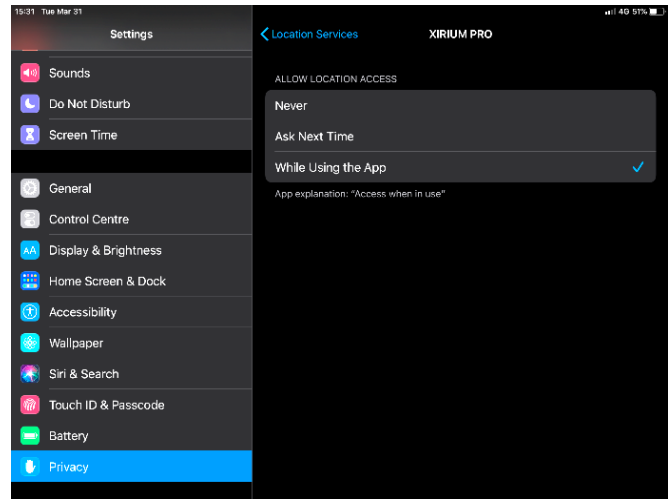 15:31 Tue Mar 31
4G 51%
Settings
Sounds
Do Not Disturb
Screen Time
General
Control Centre
AA Display & Brightness
Home Screen & Dock
Accessibility
Wallpaper
Siri & Search
Touch ID & Passcode
Battery
Privacy
Location Services XIRIUM PRO
ALLOW LOCATION ACCESS
Never
Ask Next Time
While Using the App
App explanation: “Access when in use”